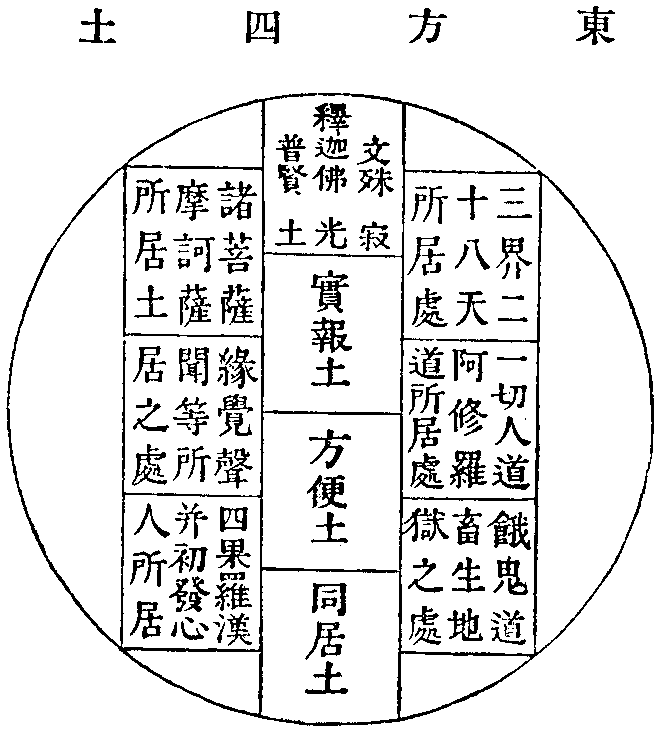 東方四土
三界二
十八天
所居處
一切人道
阿修羅
道所居處
餓鬼道
畜生地
獄之處
文殊
釋迦佛
普賢
寂光土
實報土
方便土
同居土
諸菩薩
摩訶薩
所居土
緣覺聲
聞等所
居之處
四果羅漢
并初發心
人所居